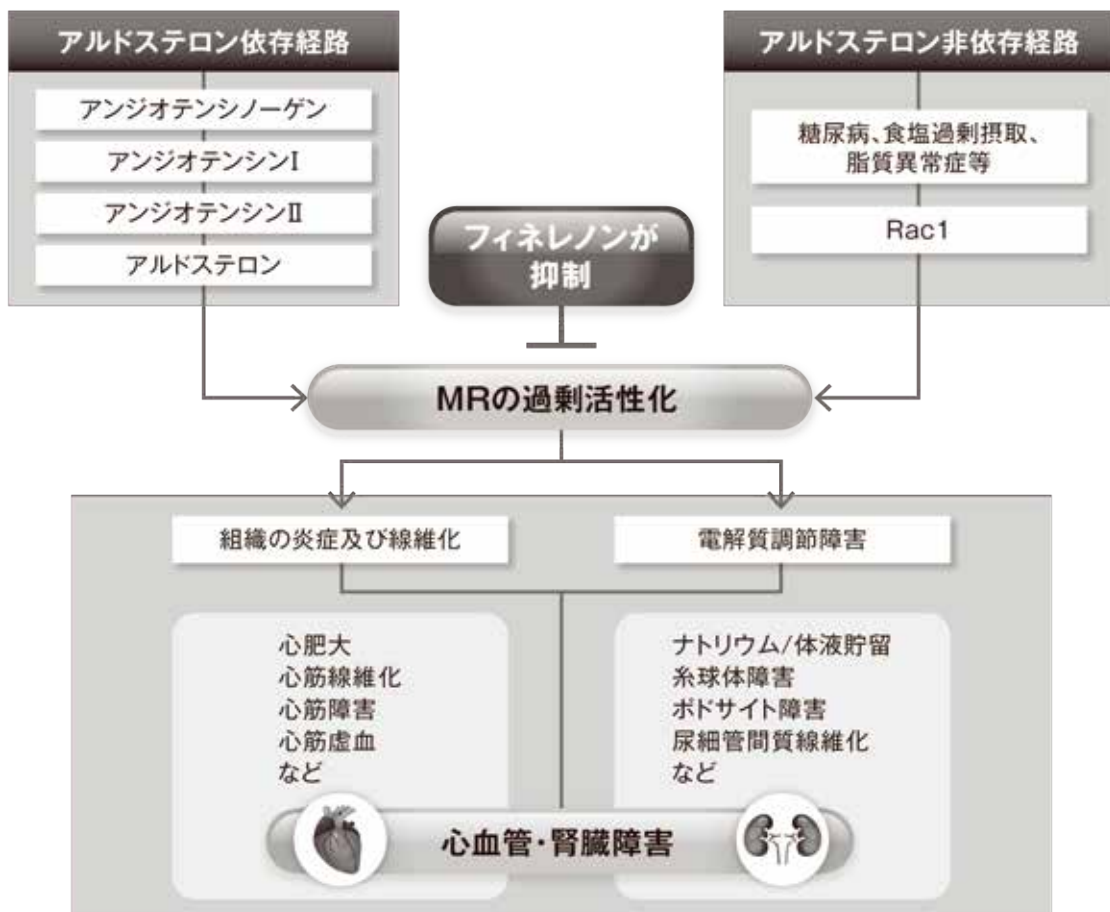 アルドステロン依存経路
アンジオテンシノーゲン
アンジオテンシンI
アンジオテンシンII
アルドステロン
アルドステロン非依存経路
糖尿病、食塩過剰摂取、
脂質異常症等
Rac1
フィネレノンが
抑制
MRの過剰活性化
組織の炎症及び線維化
電解質調節障害
心肥大
心筋線維化
心筋障害
心筋虚血
など
ナトリウム/体液貯留
糸球体障害
ポドサイト障害
尿細管間質線維化
など
心血管・腎臓障害